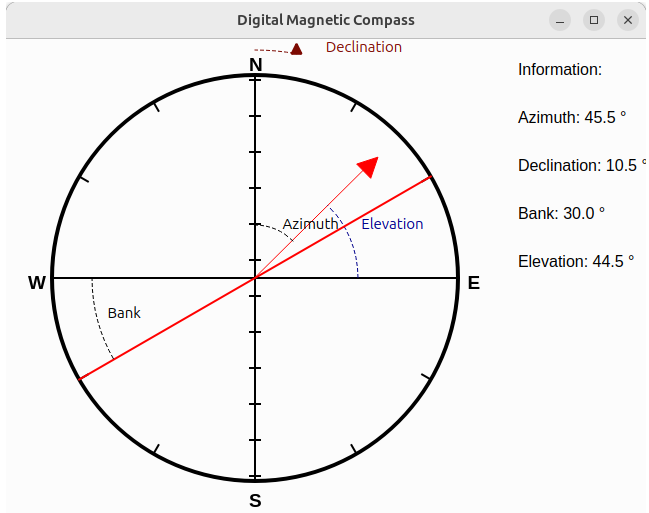 Digital Magnetic Compass
Declination
N
Information:
Azimuth: 45.5 °
Declination: 10.5 °
Bank: 30.0 °
Elevation: 44.5 °
Azimuth
Elevation
W
E
Bank
S